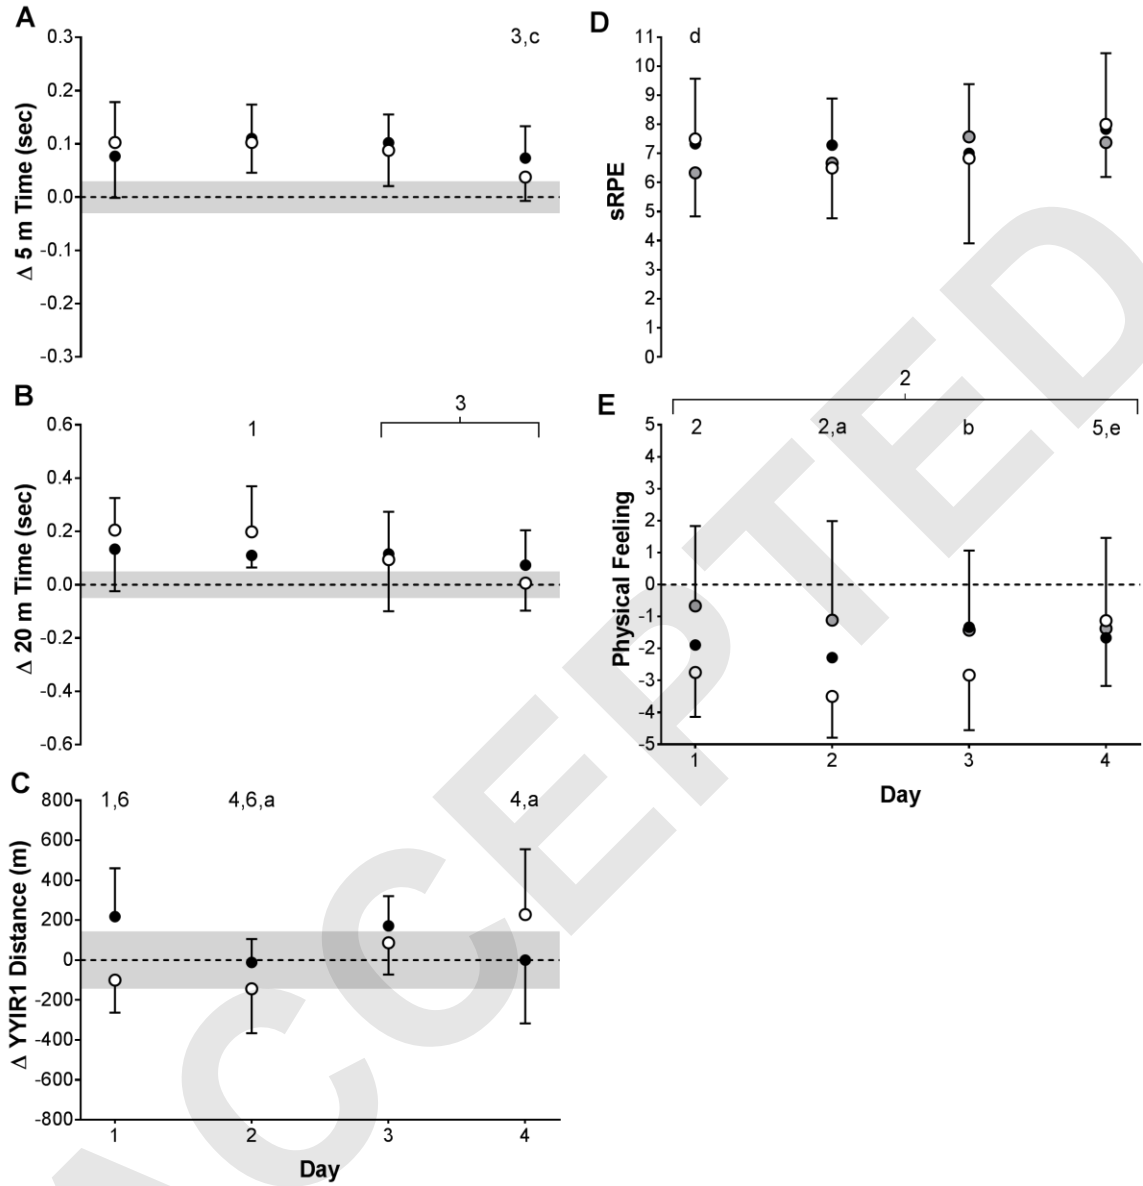 A
Δ 5 m Time (sec)
0.3
0.2
0.1
0.0
-0.1
-0.2
-0.3
3,c
B
Δ 20 m Time (sec)
0.6
0.4
0.2
0.0
-0.2
-0.4
-0.6
1
3
C
Δ YYIR1 Distance (m)
800
600
400
200
0
-200
-400
-600
-800
1,6
4,6,a
4,a
1 2 3 4
Day
D
sRPE
11
10
9
8
7
6
5
4
3
2
1
0
d
E
Physical Feeling
5
4
3
2
1
0
-1
-2
-3
-4
-5
2
2
2,a
b
5,e
1 2 3 4
Day
ACCEPTED